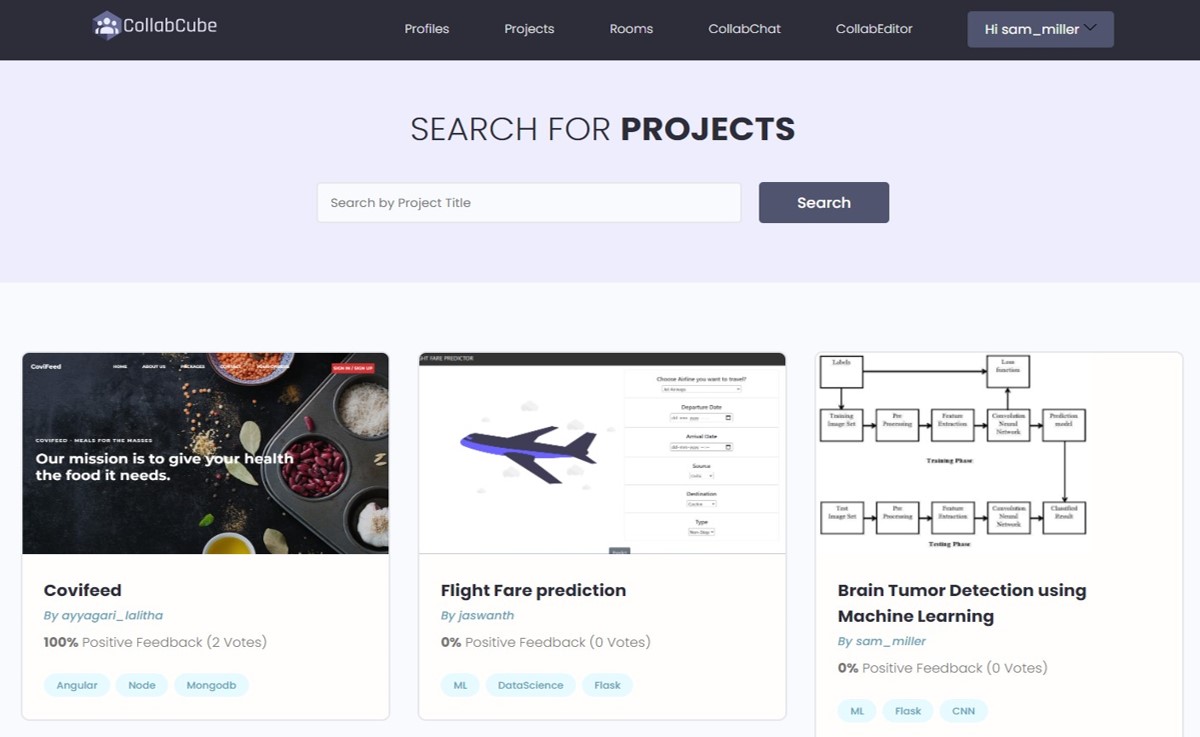 CollabCube
Profiles
Projects
Rooms
CollabChat
CollabEditor
Hi sam_miller
SEARCH FOR PROJECTS
Search by Project Title
Search
CoviFeed
HOME
ABOUT US
PACKAGES
CONTACT
SIGN IN / SIGN UP
COVIFEED - MEALS FOR THE MASSES
Our mission is to give your health
the food it needs.
Covifeed
By ayyagari_lalitha
100% Positive Feedback (2 Votes)
Angular
Node
Mongodb
HT FARE PREDICTOR
Choose Airline you want to travel?
Jet Airways
Departure Date
Arrival Date
Source
Destination
Type
Non-Stop
Flight Fare prediction
By jaswanth
0% Positive Feedback (0 Votes)
ML
DataScience
Flask
Labels
Loss
function
Training
Image Set
Pre
Processing
Feature
Extraction
Convolution
Neural
Network
Prediction
model
Training Phase
Test
Image Set
Pre
Processing
Feature
Extraction
Convolution
Neural
Network
Classified
Result
Testing Phase
Brain Tumor Detection using
Machine Learning
By sam_miller
0% Positive Feedback (0 Votes)
ML
Flask
CNN